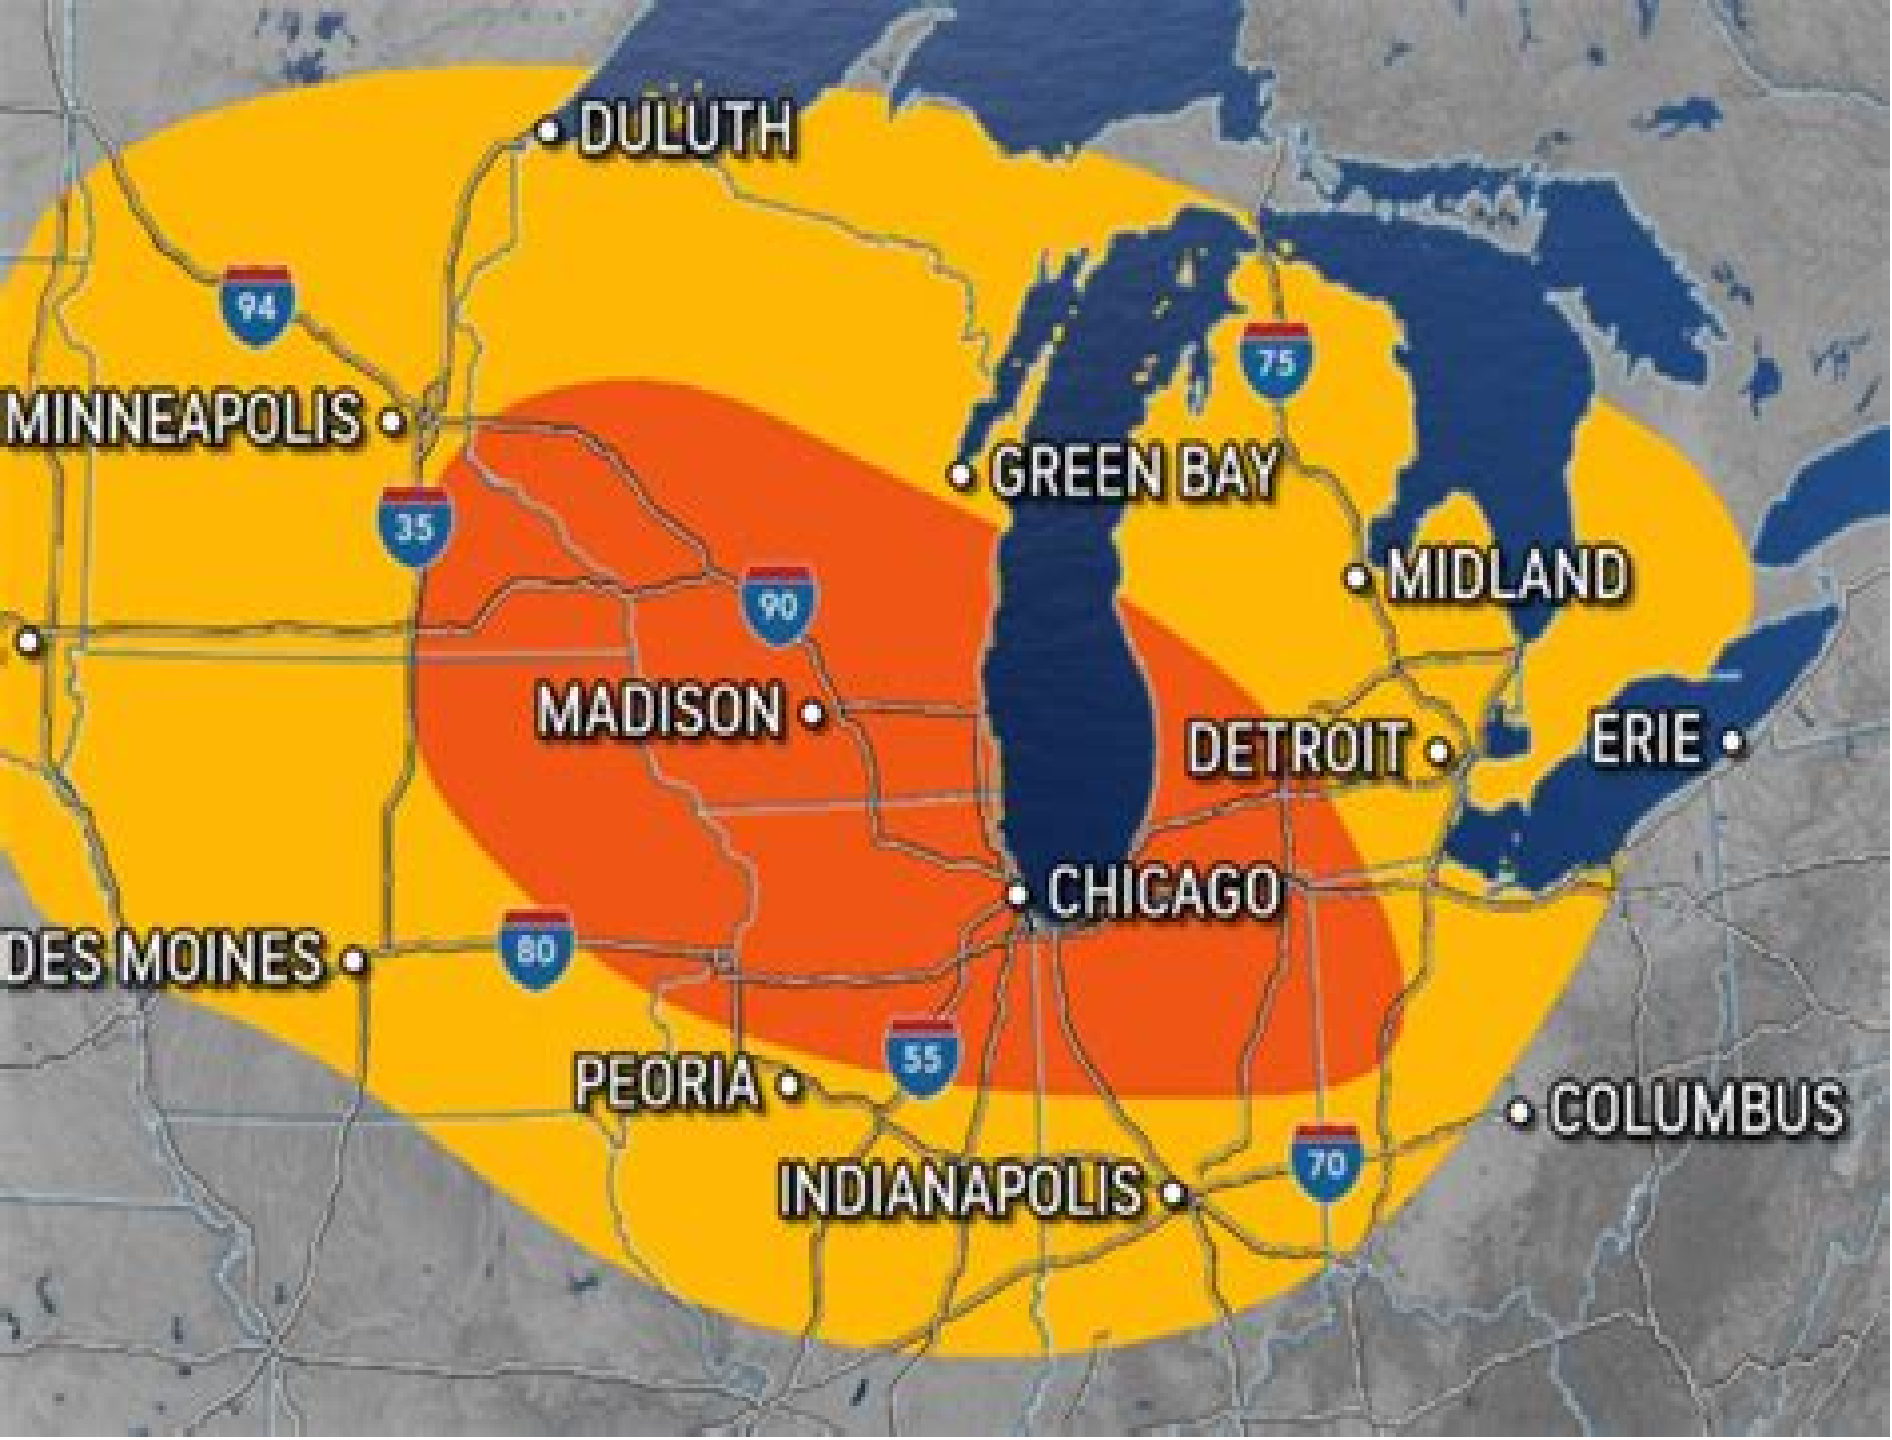 DULUTH
94
75
MINNEAPOLIS
GREEN BAY
35
MIDLAND
90
MADISON
DETROIT
ERIE
CHICAGO
80
DES MOINES
55
PEORIA
COLUMBUS
70
INDIANAPOLIS